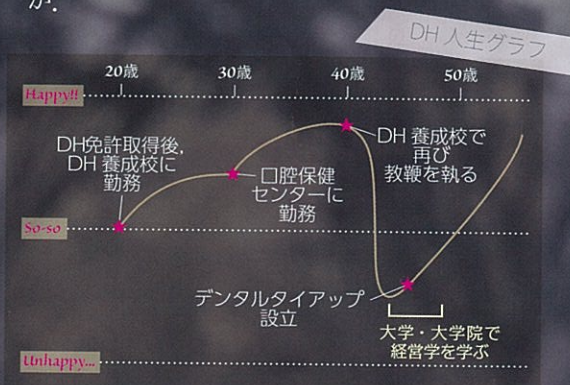 か.
DH 人生グラフ
20歳 30歳 40歳 50歳
Happy!!
DH免許取得後,
DH 養成校に
勤務
口腔保健
センターに
勤務
DH 養成校で
再び
教鞭を執る
So-so
デンタルタイアップ
設立
大学・大学院で
経営学を学ぶ
Unhappy...